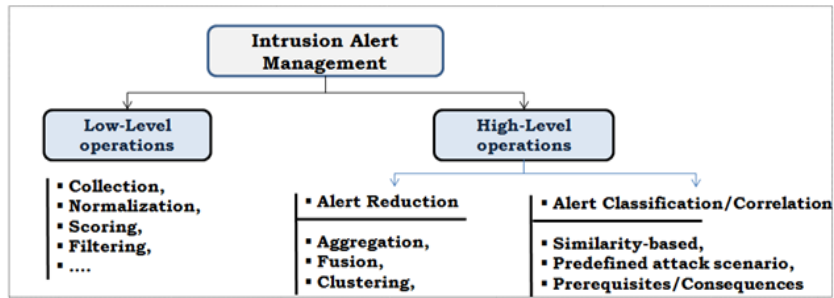 Intrusion Alert
Management
Low-Level
operations
High-Level
operations
▪ Collection,
▪ Normalization,
▪ Scoring,
▪ Filtering,
▪ ....
▪ Alert Reduction
▪ Aggregation,
▪ Fusion,
▪ Clustering,
▪ Alert Classification/Correlation
▪ Similarity-based,
▪ Predefined attack scenario,
▪ Prerequisites/Consequences